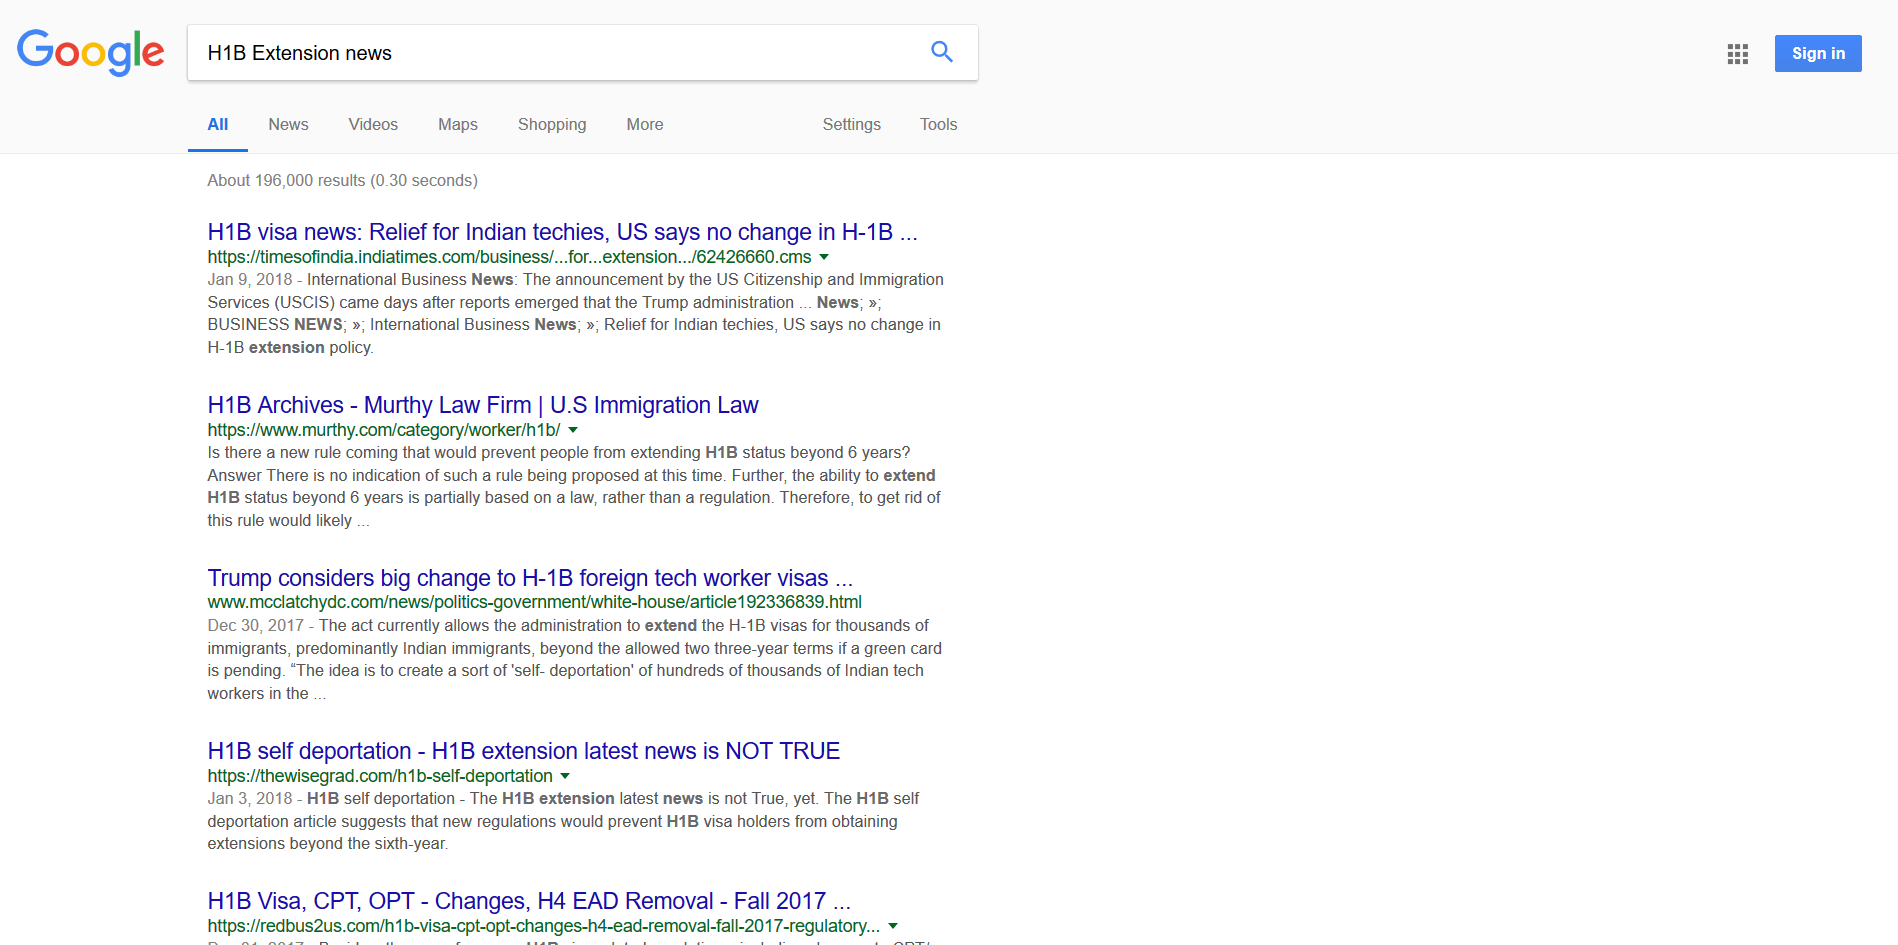 Google
H1B Extension news
Sign in
All News Videos Maps Shopping More Settings Tools
About 196,000 results (0.30 seconds)
H1B visa news: Relief for Indian techies, US says no change in H-1B ...
https://timesofindia.indiatimes.com/business/...for...extension.../62426660.cms
Jan 9, 2018 - International Business News: The announcement by the US Citizenship and Immigration
Services (USCIS) came days after reports emerged that the Trump administration ... News; »;
BUSINESS NEWS; »; International Business News; »; Relief for Indian techies, US says no change in
H-1B extension policy.
H1B Archives - Murthy Law Firm | U.S Immigration Law
https://www.murthy.com/category/worker/h1b/
Is there a new rule coming that would prevent people from extending H1B status beyond 6 years?
Answer There is no indication of such a rule being proposed at this time. Further, the ability to extend
H1B status beyond 6 years is partially based on a law, rather than a regulation. Therefore, to get rid of
this rule would likely ...
Trump considers big change to H-1B foreign tech worker visas ...
www.mcclatchydc.com/news/politics-government/white-house/article192336839.html
Dec 30, 2017 - The act currently allows the administration to extend the H-1B visas for thousands of
immigrants, predominantly Indian immigrants, beyond the allowed two three-year terms if a green card
is pending. “The idea is to create a sort of 'self- deportation' of hundreds of thousands of Indian tech
workers in the ...
H1B self deportation - H1B extension latest news is NOT TRUE
https://thewisegrad.com/h1b-self-deportation
Jan 3, 2018 - H1B self deportation - The H1B extension latest news is not True, yet. The H1B self
deportation article suggests that new regulations would prevent H1B visa holders from obtaining
extensions beyond the sixth-year.
H1B Visa, CPT, OPT - Changes, H4 EAD Removal - Fall 2017 ...
https://redbus2us.com/h1b-visa-cpt-opt-changes-h4-ead-removal-fall-2017-regulatory...